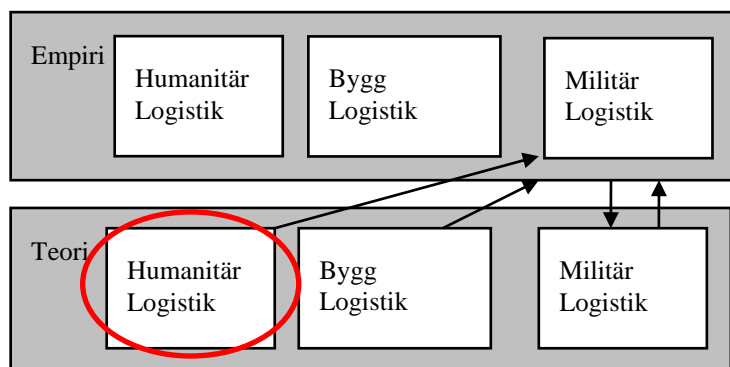 Empiri
Humanitär
Logistik
Bygg
Logistik
Militär
Logistik
Teori
Humanitär
Logistik
Bygg
Logistik
Militär
Logistik